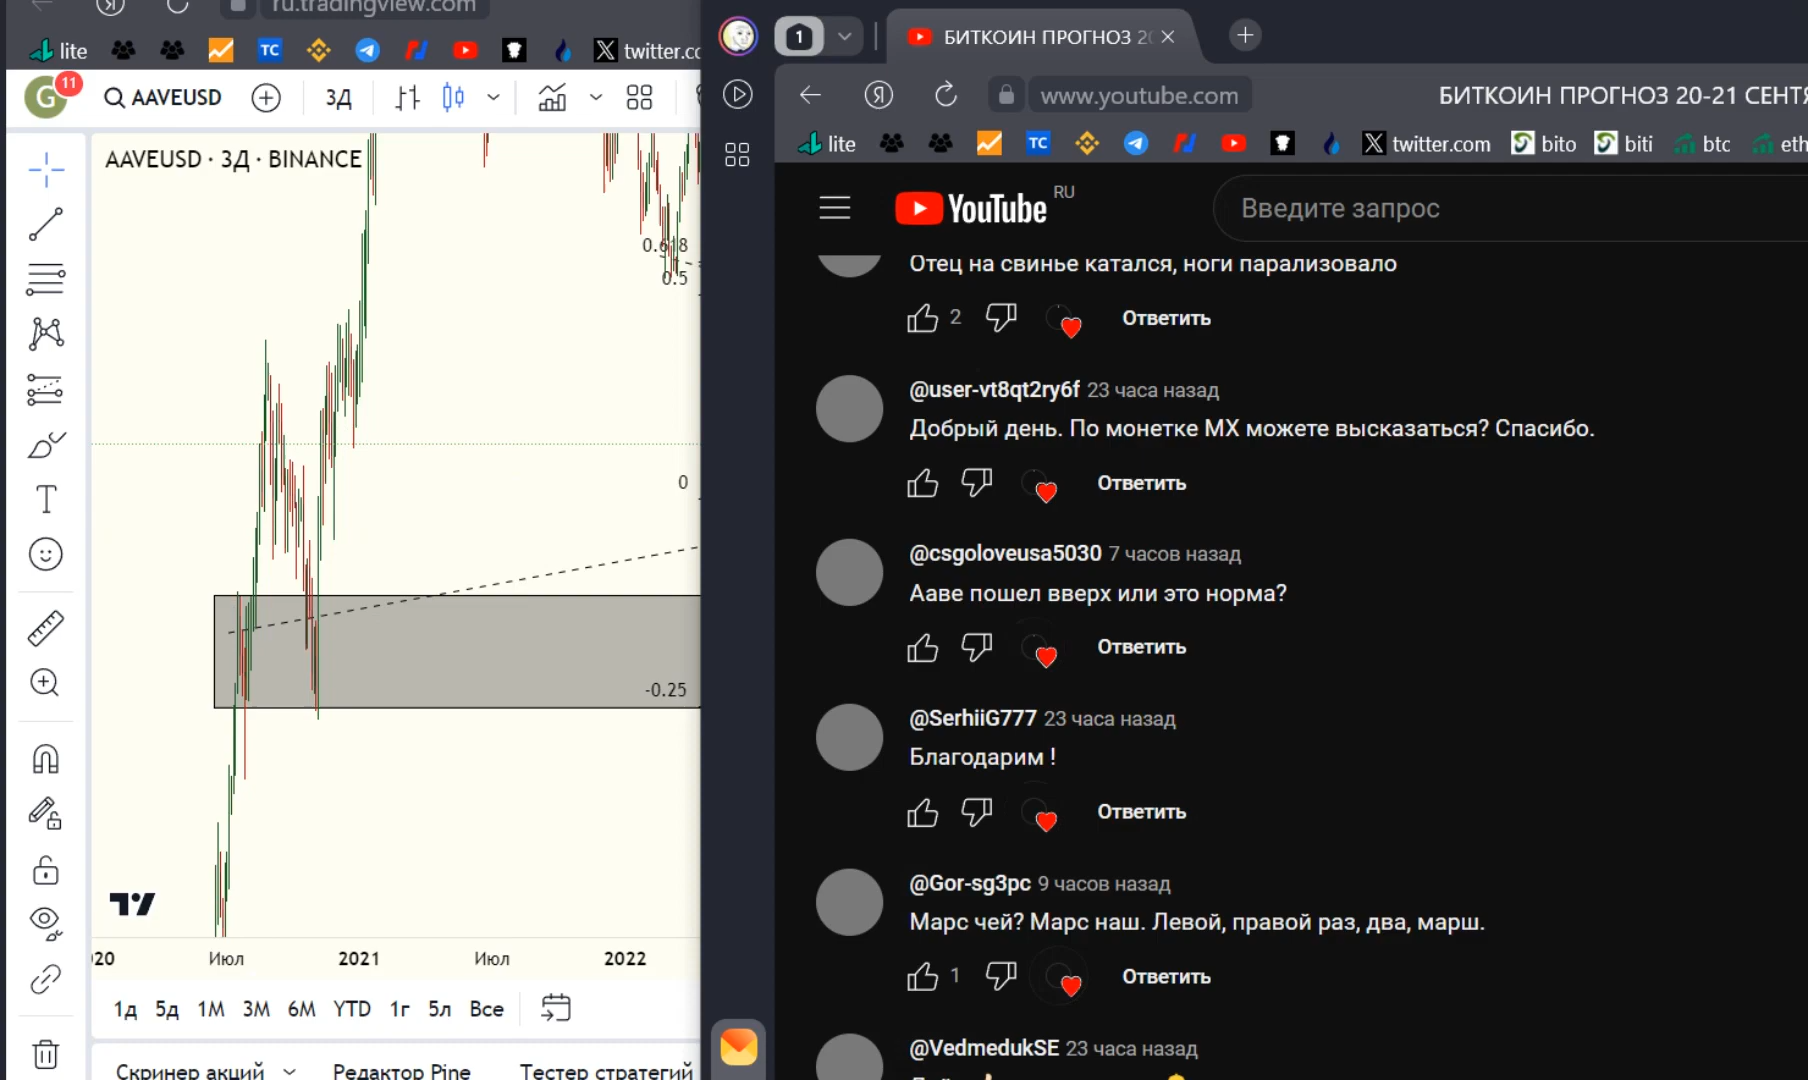 ru.tradingview.com
lite
TC
twitter.co
G
11
AAVEUSD
3Д
AAVEUSD · 3Д · BINANCE
0.618
0.5
0
-0.25
20
Июл
2021
Июл
2022
1д 5д 1М 3М 6М YTD 1г 5л Все
Скринер акций
Редактор Pine
Тестер стратегий
1
БИТКОИН ПРОГНОЗ 20
www.youtube.com
БИТКОИН ПРОГНОЗ 20-21 СЕНТЯ
lite
TC
twitter.com
bito
biti
btc
eth
YouTube RU
Введите запрос
Отец на свинье катался, ноги парализовало
2
Ответить
@user-vt8qt2ry6f 23 часа назад
Добрый день. По монетке МХ можете высказаться? Спасибо.
Ответить
@csgoloveusa5030 7 часов назад
Ааве пошел вверх или это норма?
Ответить
@SerhiiG777 23 часа назад
Благодарим !
Ответить
@Gor-sg3pc 9 часов назад
Марс чей? Марс наш. Левой, правой раз, два, марш.
1
Ответить
@VedmedukSE 23 часа назад